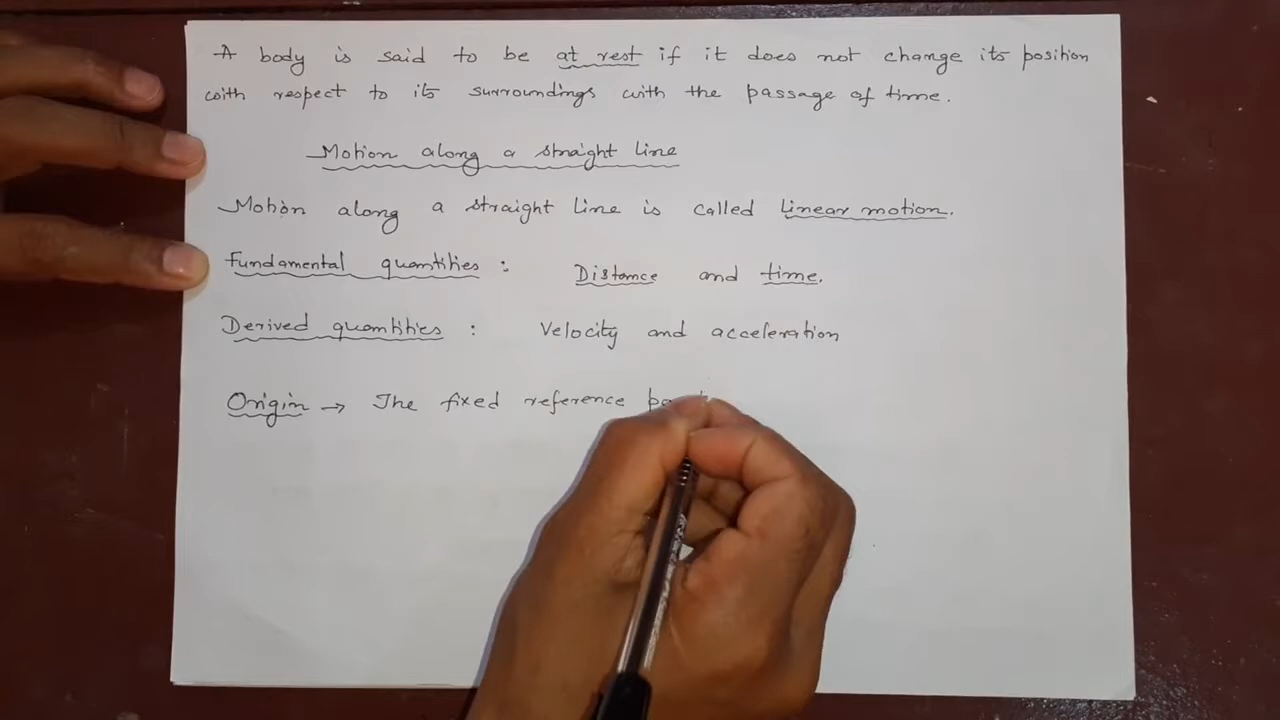 A body is said to be at rest if it does not change its position
with respect to its surroundings with the passage of time.
Motion along a straight line
Motion along a straight line is called linear motion.
Fundamental quantities : Distance and time.
Derived quantities : Velocity and acceleration
Origin → The fixed reference